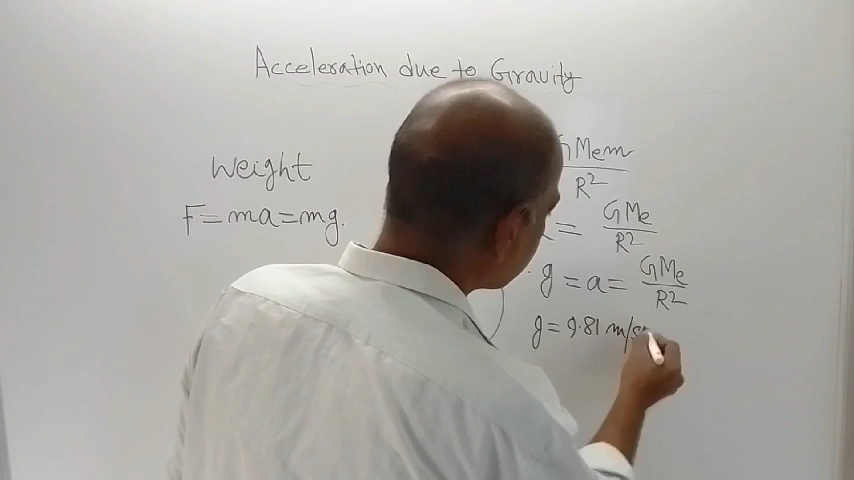 Acceleration due to Gravity
Weight
F=ma=mg.
GMem
R²
= GMe
R²
g = a = GMe
R²
g = 9.81 m/s